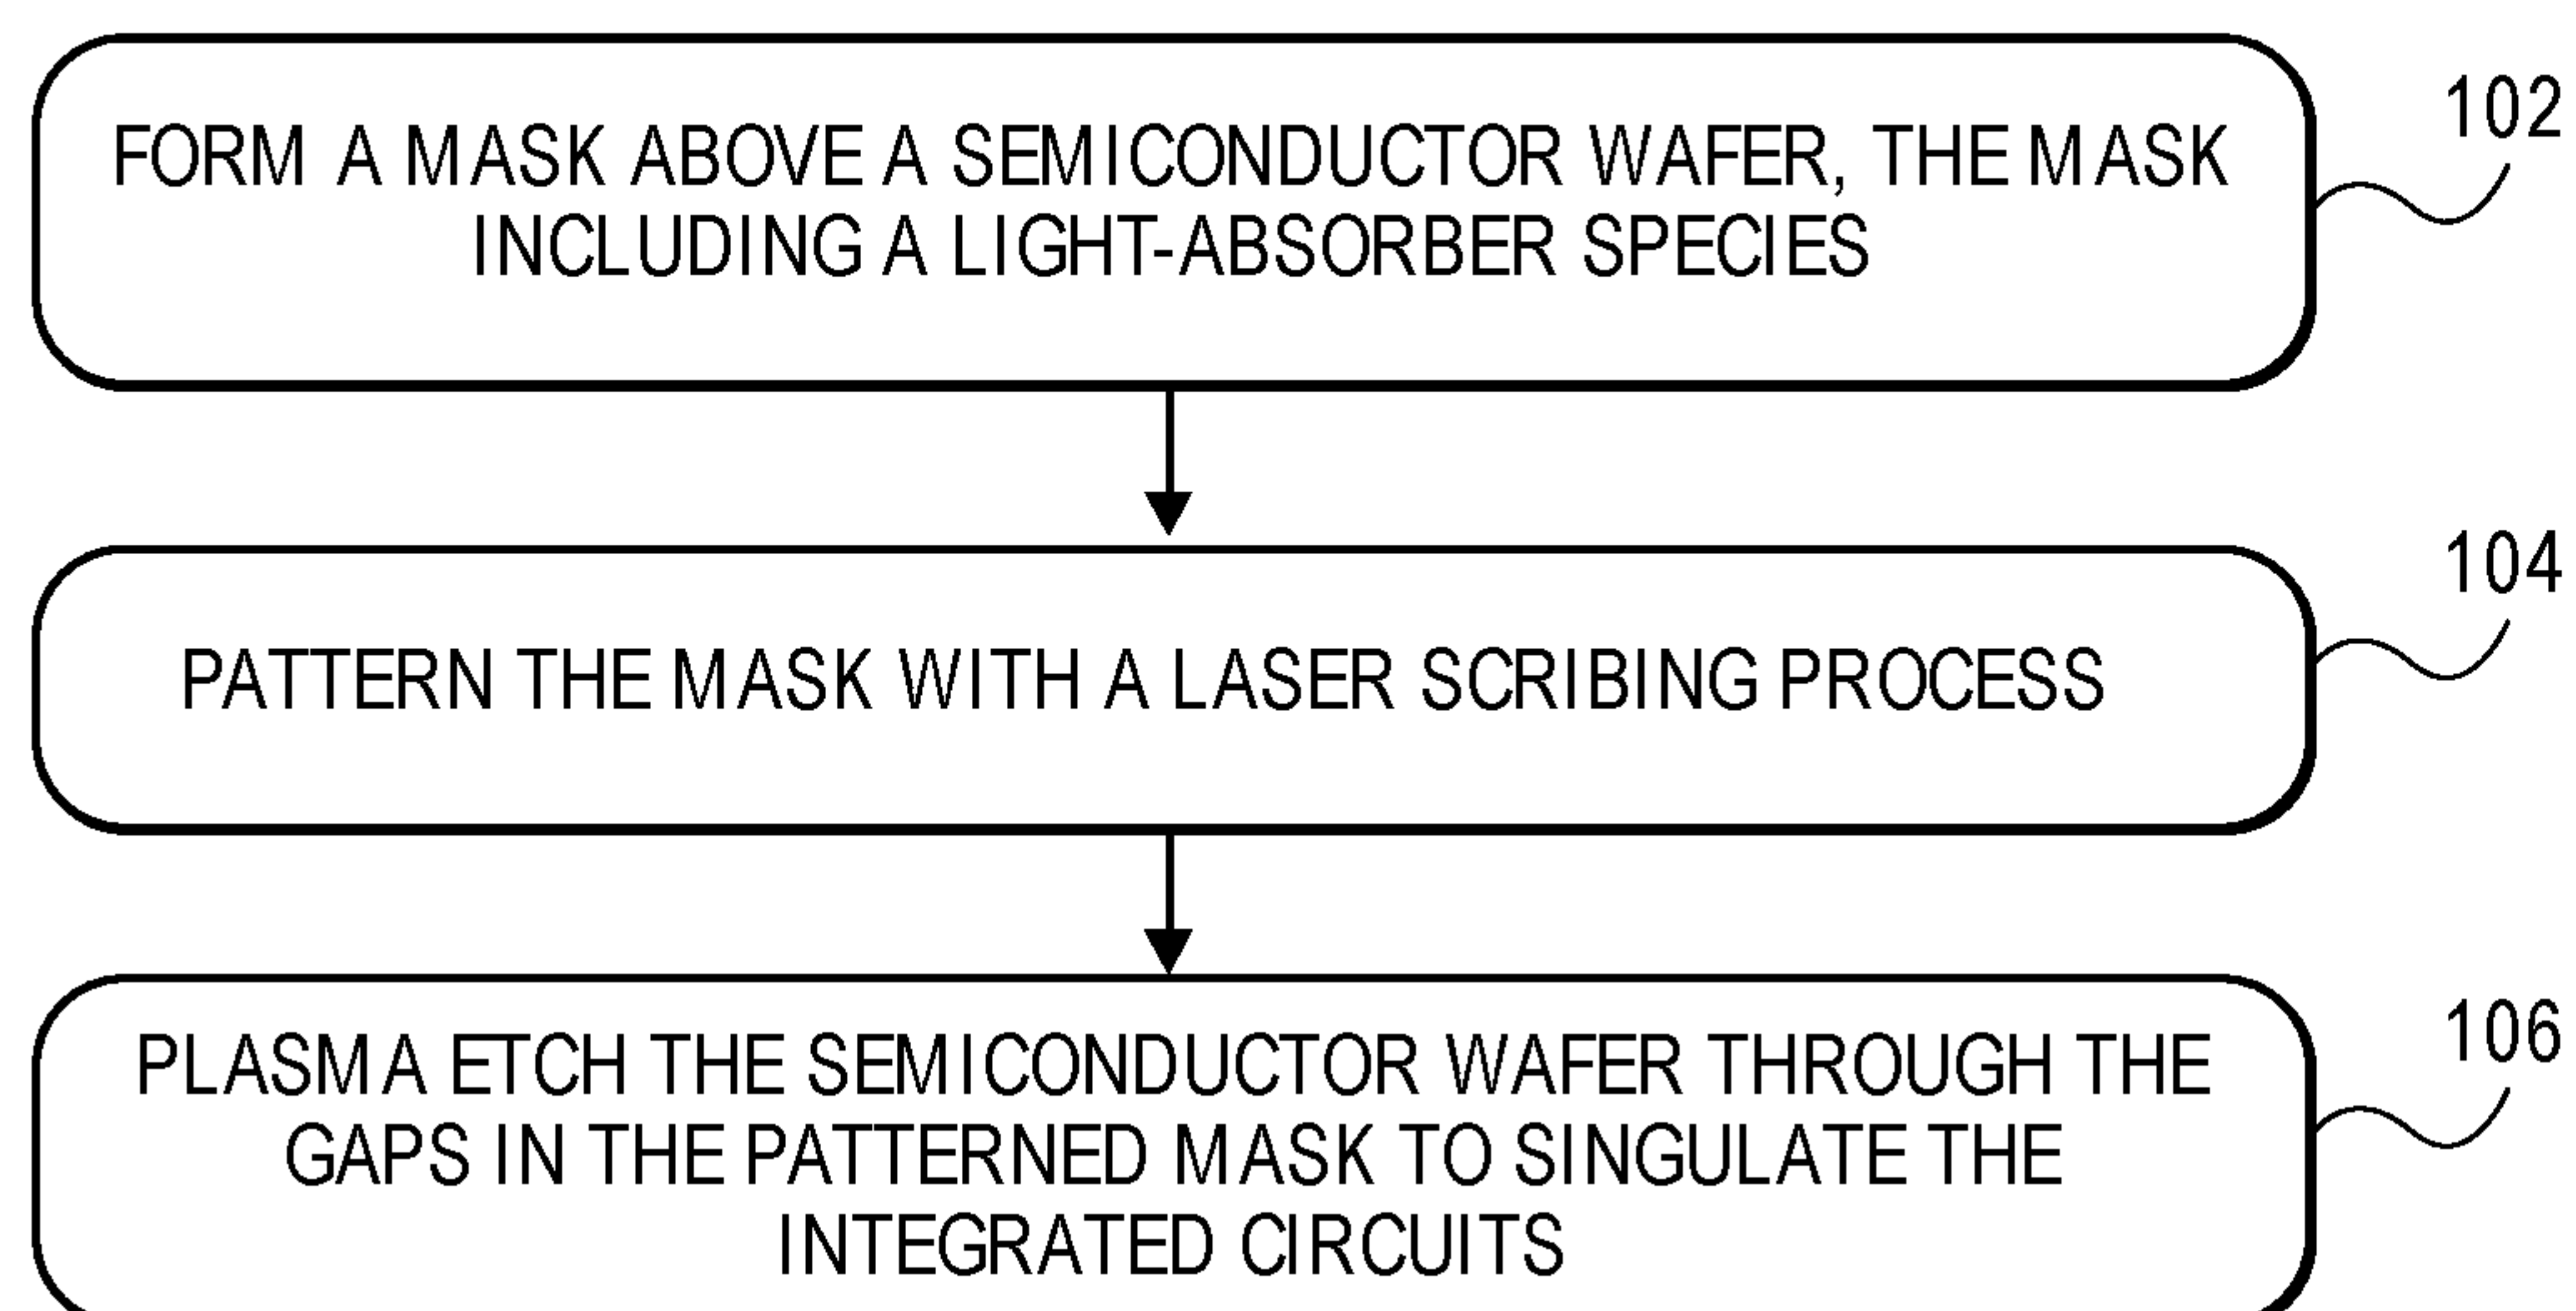 FORM A MASK ABOVE A SEMICONDUCTOR WAFER, THE MASK
INCLUDING A LIGHT-ABSORBER SPECIES
102
PATTERN THE MASK WITH A LASER SCRIBING PROCESS
104
PLASMA ETCH THE SEMICONDUCTOR WAFER THROUGH THE
GAPS IN THE PATTERNED MASK TO SINGULATE THE
INTEGRATED CIRCUITS
106